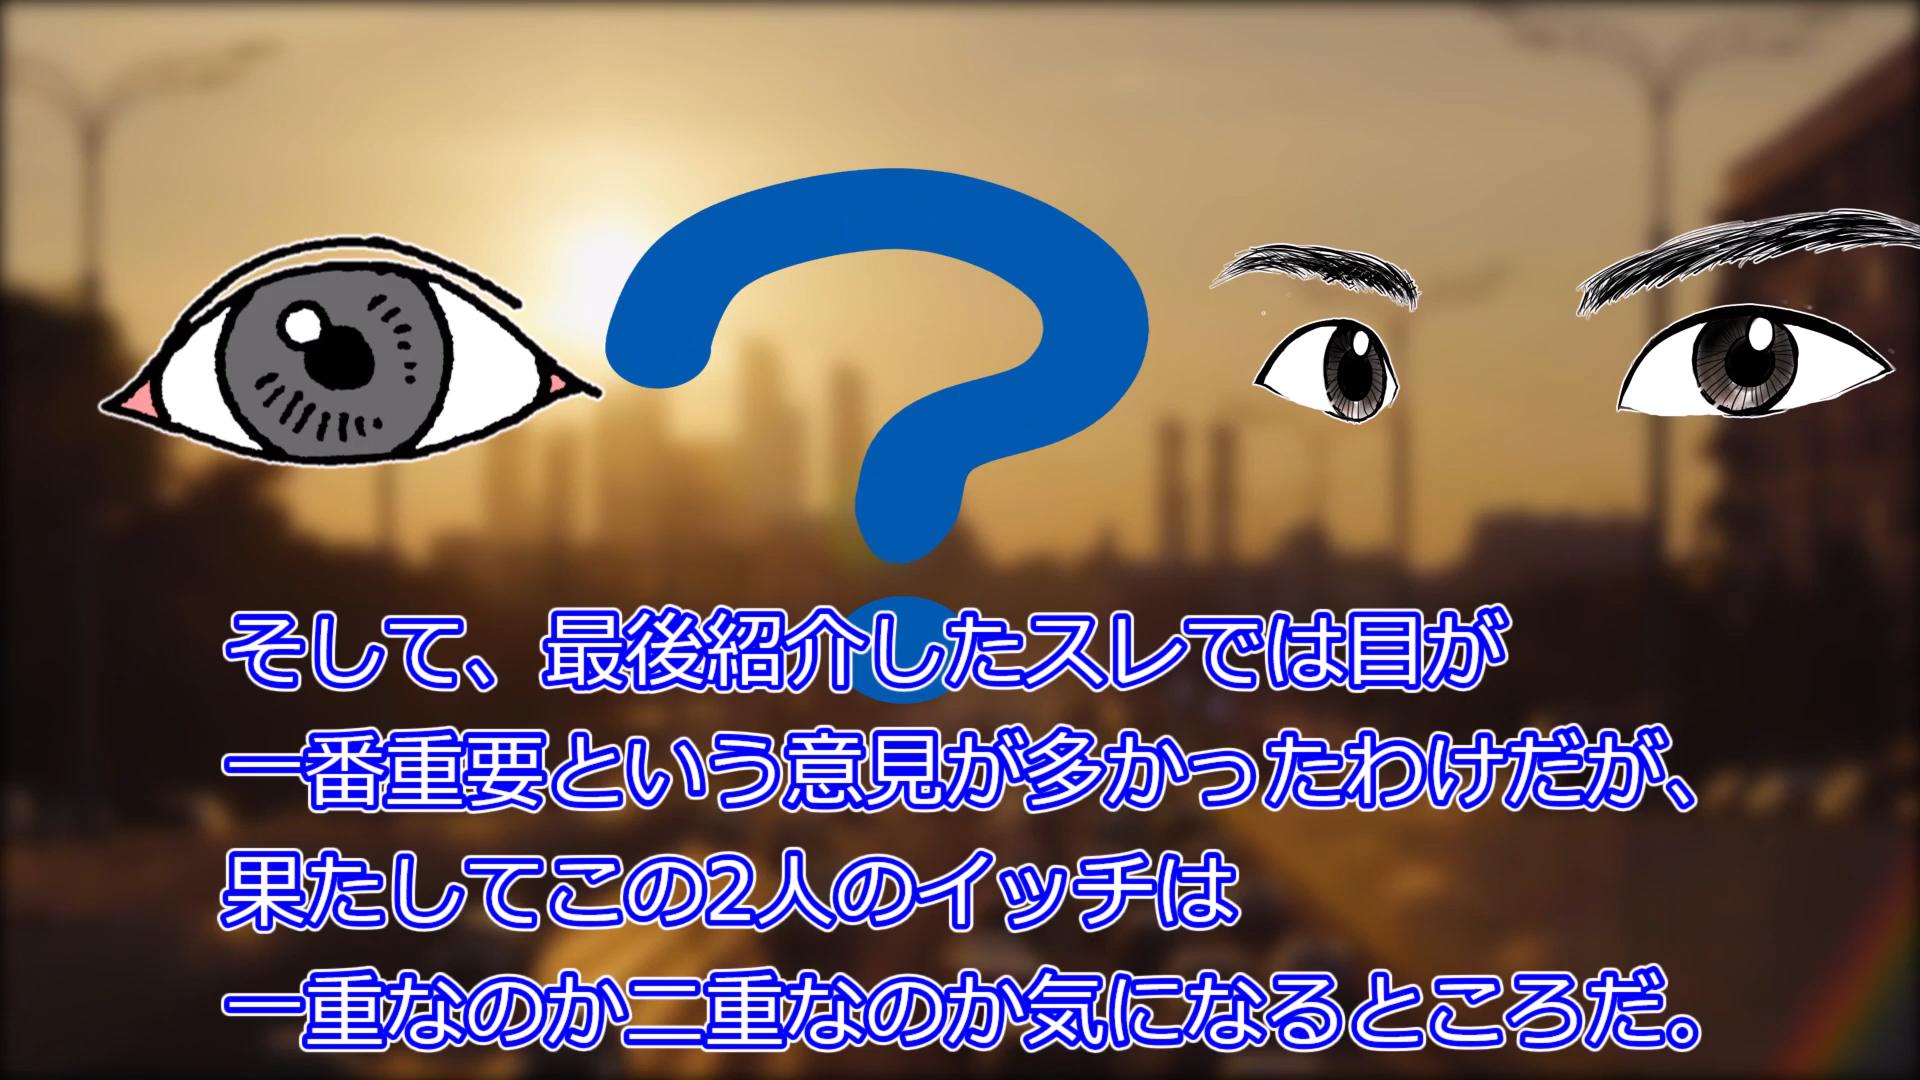 そして、最後紹介したスレでは目が
一番重要という意見が多かったわけだが、
果たしてこの2人のイッチは
一重なのか二重なのか気になるところだ。